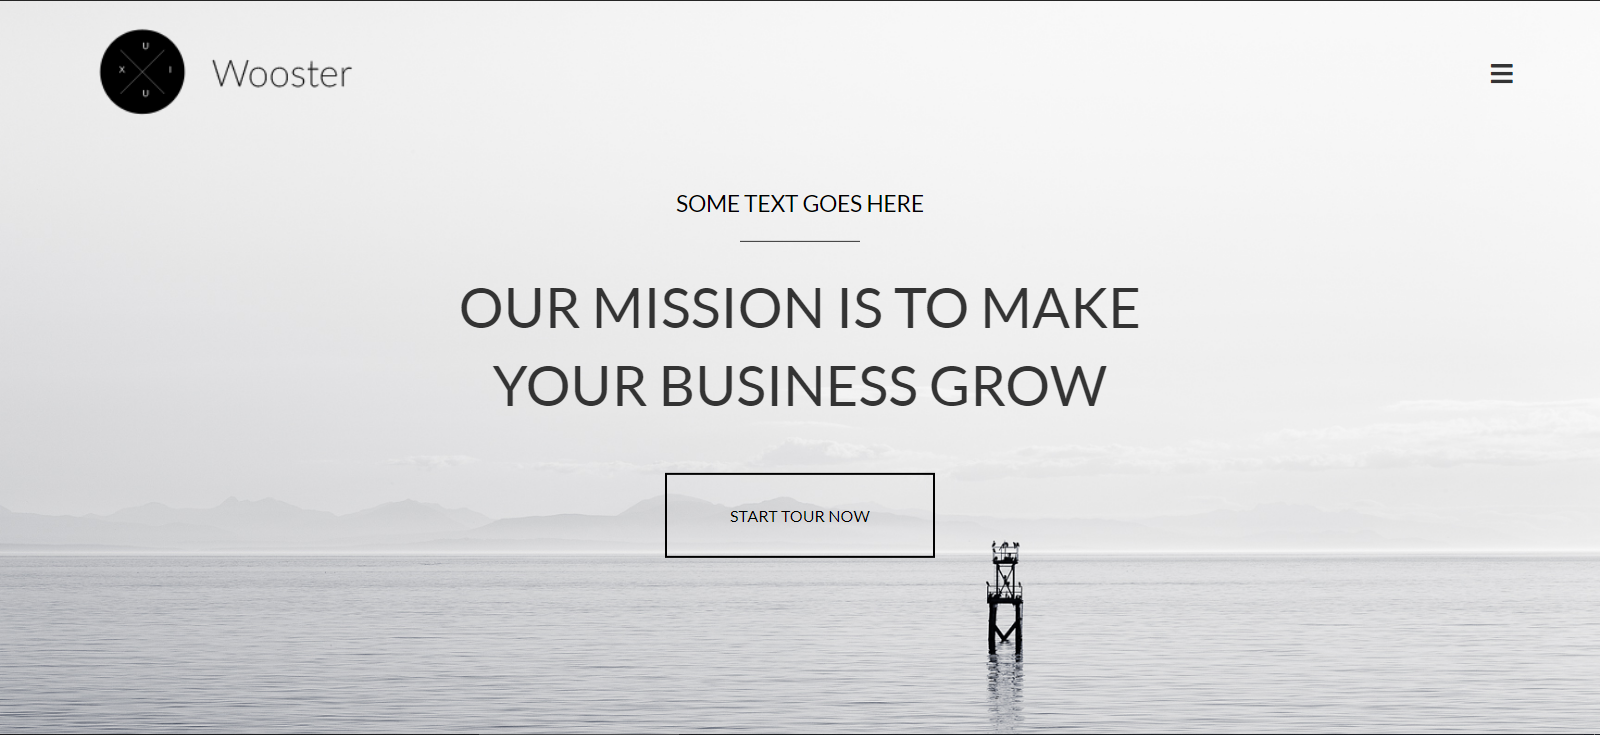 U
X I
U
Wooster
SOME TEXT GOES HERE
OUR MISSION IS TO MAKE
YOUR BUSINESS GROW
START TOUR NOW